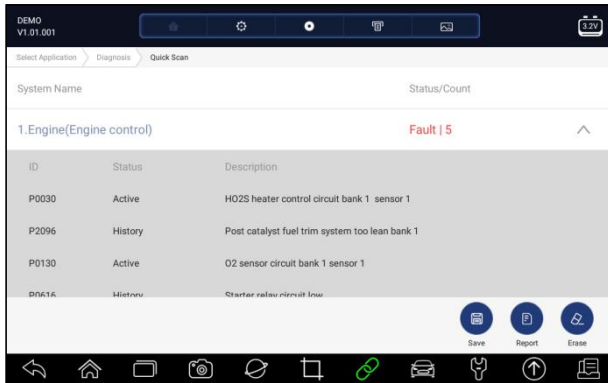 DEMO
V1.01.001
3.2V
Select Application Diagnosis Quick Scan
System Name Status/Count
1.Engine(Engine control) Fault | 5
ID Status Description
P0030 Active HO2S heater control circuit bank 1 sensor 1
P2096 History Post catalyst fuel trim system too lean bank 1
P0130 Active O2 sensor circuit bank 1 sensor 1
P0616 History Starter relay circuit low
Save Report Erase